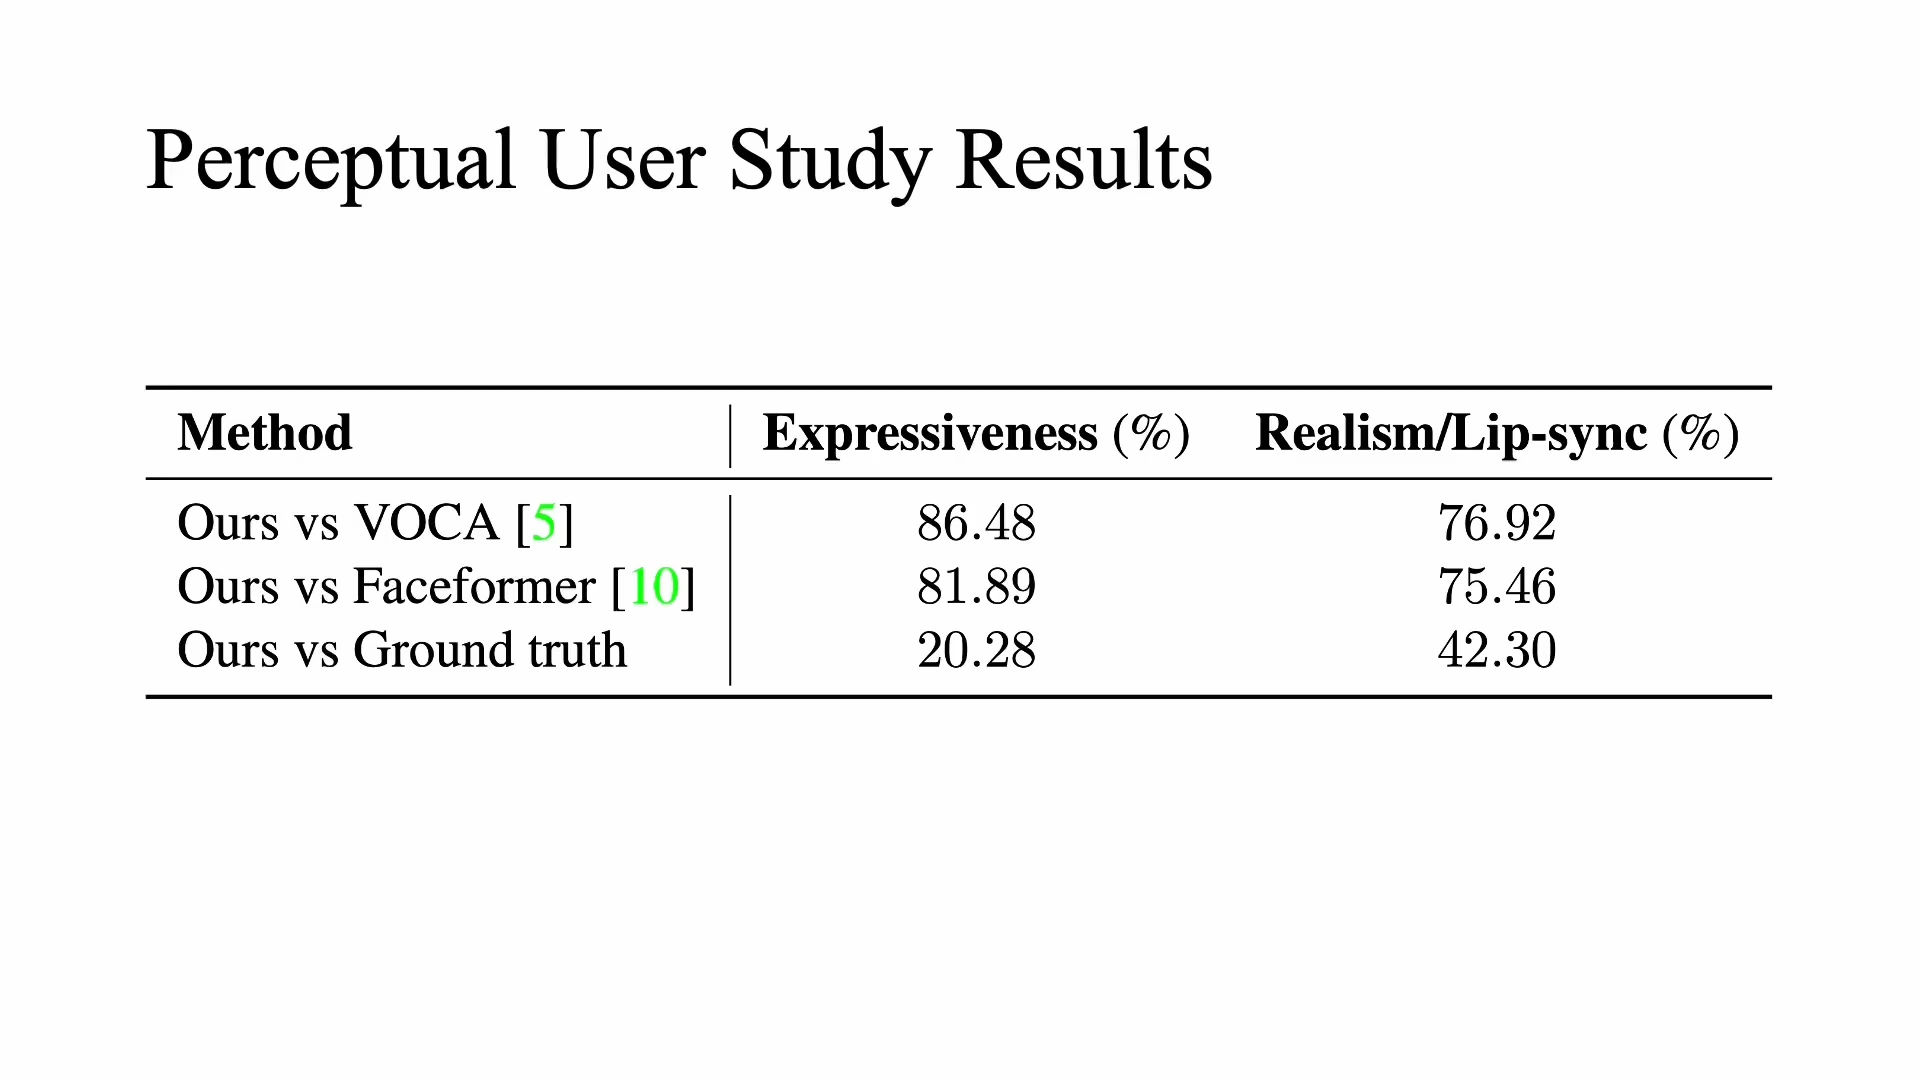 Perceptual User Study Results
Method Expressiveness (%) Realism/Lip-sync (%)
Ours vs VOCA [5] 86.48 76.92
Ours vs Faceformer [10] 81.89 75.46
Ours vs Ground truth 20.28 42.30